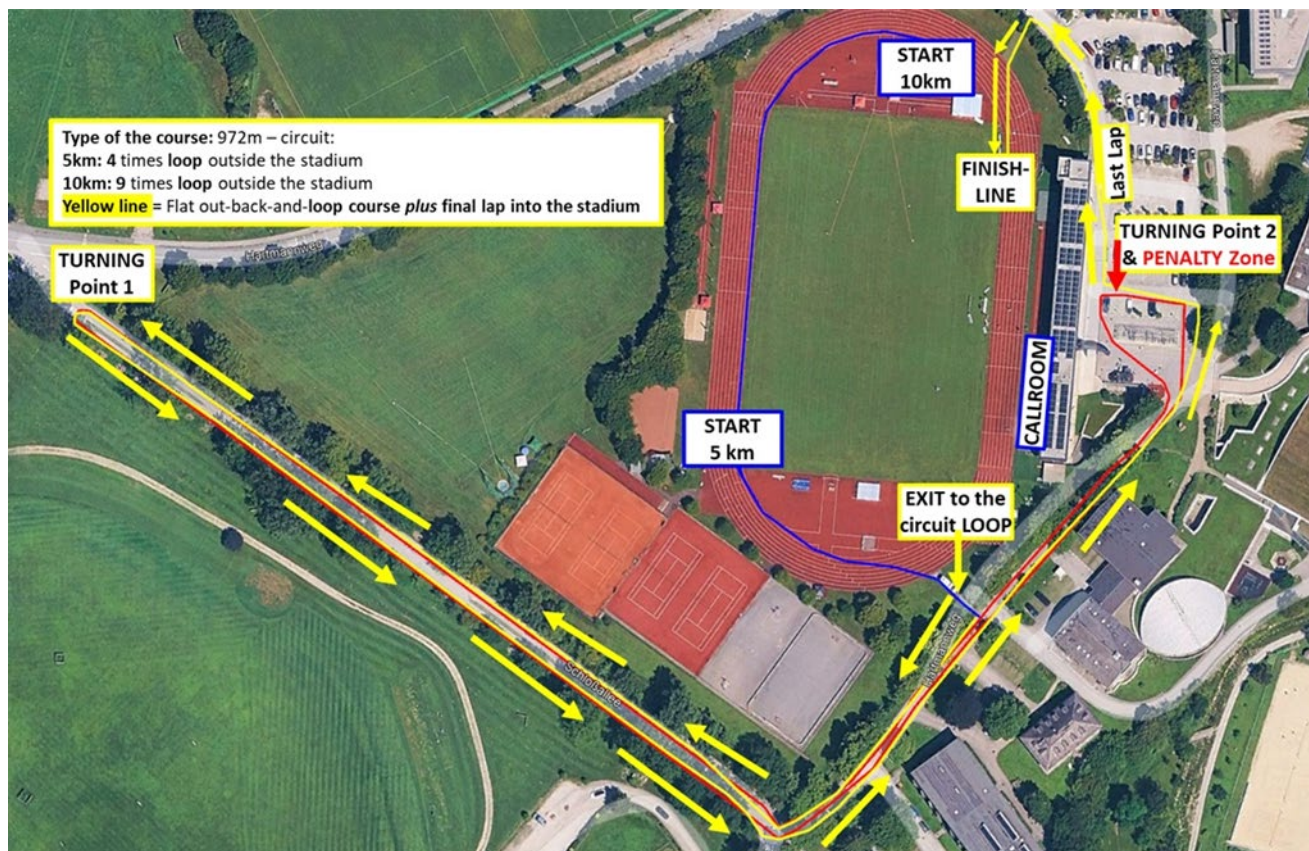 START
10km
Type of the course: 972m – circuit:
5km: 4 times loop outside the stadium
10km: 9 times loop outside the stadium
Yellow line = Flat out-back-and-loop course plus final lap into the stadium
FINISH-
LINE
Last Lap
TURNING Point 2
& PENALTY Zone
Hartmannweg
TURNING
Point 1
CALLROOM
START
5 km
EXIT to the
circuit LOOP
Schloßallee
Hartmannweg